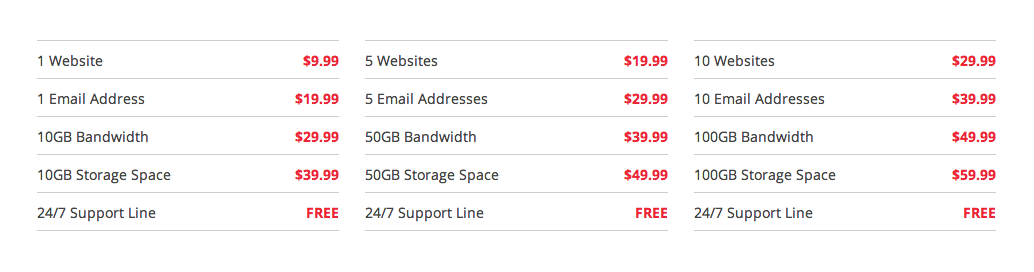 1 Website $9.99
1 Email Address $19.99
10GB Bandwidth $29.99
10GB Storage Space $39.99
24/7 Support Line FREE
5 Websites $19.99
5 Email Addresses $29.99
50GB Bandwidth $39.99
50GB Storage Space $49.99
24/7 Support Line FREE
10 Websites $29.99
10 Email Addresses $39.99
100GB Bandwidth $49.99
100GB Storage Space $59.99
24/7 Support Line FREE